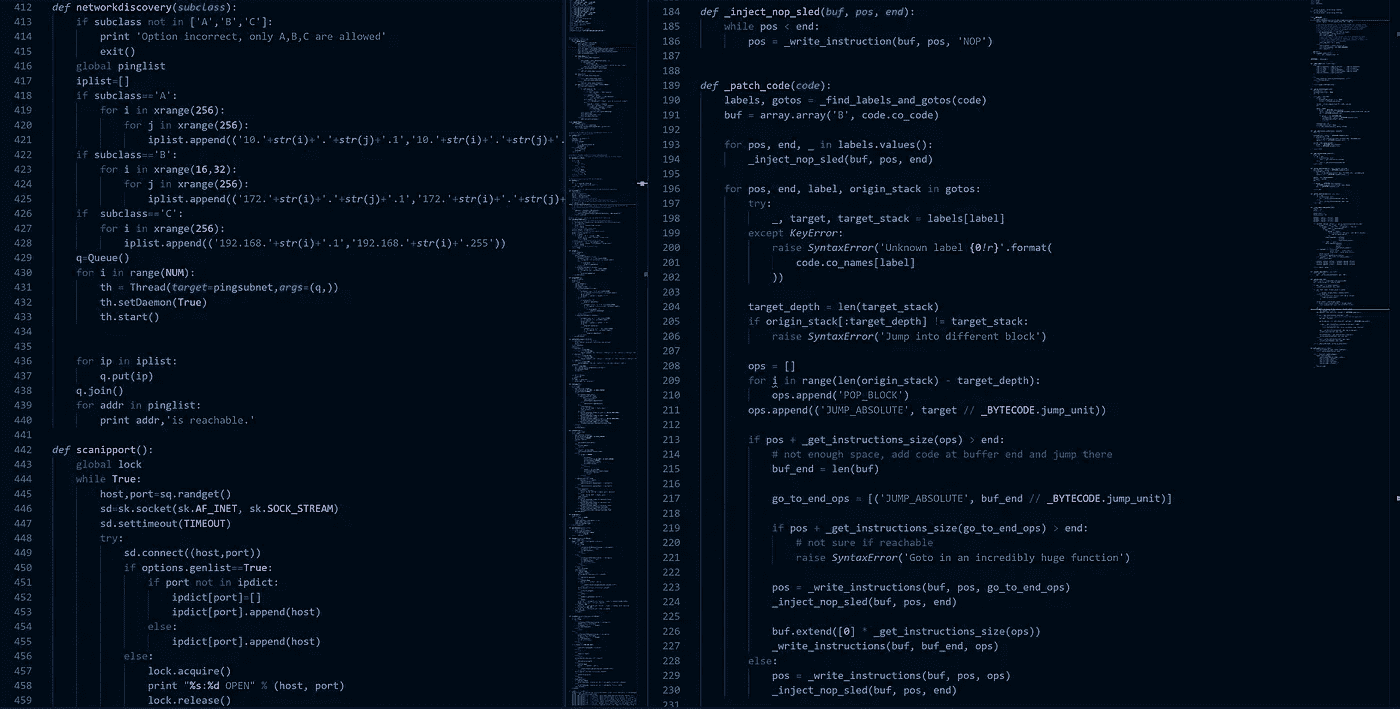 412 def networkdiscovery(subclass):
413 if subclass not in ['A','B','C']:
414 print 'Option incorrect, only A,B,C are allowed'
415 exit()
416 global pinglist
417 iplist=[]
418 if subclass=='A':
419 for i in xrange(256):
420 for j in xrange(256):
421 iplist.append(('10.'+str(i)+'.'+str(j)+'.1','10.'+str(i)+'.'+str(j)+'.
422 if subclass=='B':
423 for i in xrange(16,32):
424 for j in xrange(256):
425 iplist.append(('172.'+str(i)+'.'+str(j)+'.1','172.'+str(i)+'.'+str(j)+
426 if subclass=='C':
427 for i in xrange(256):
428 iplist.append(('192.168.'+str(i)+'.1','192.168.'+str(i)+'.255'))
429 q=Queue()
430 for i in range(NUM):
431 th = Thread(target=pingsubnet,args=(q,))
432 th.setDaemon(True)
433 th.start()
434
435
436 for ip in iplist:
437 q.put(ip)
438 q.join()
439 for addr in pinglist:
440 print addr,'is reachable.'
441
442 def scanipport():
443 global lock
444 while True:
445 host,port=sq.randget()
446 sd=sk.socket(sk.AF_INET, sk.SOCK_STREAM)
447 sd.settimeout(TIMEOUT)
448 try:
449 sd.connect((host,port))
450 if options.genlist==True:
451 if port not in ipdict:
452 ipdict[port]=[]
453 ipdict[port].append(host)
454 else:
455 ipdict[port].append(host)
456 else:
457 lock.acquire()
458 print "%s:%d OPEN" % (host, port)
459 lock.release()
184 def _inject_nop_sled(buf, pos, end):
185 while pos < end:
186 pos = _write_instruction(buf, pos, 'NOP')
187
188
189 def _patch_code(code):
190 labels, gotos = _find_labels_and_gotos(code)
191 buf = array.array('B', code.co_code)
192
193 for pos, end, _ in labels.values():
194 _inject_nop_sled(buf, pos, end)
195
196 for pos, end, label, origin_stack in gotos:
197 try:
198 _, target, target_stack = labels[label]
199 except KeyError:
200 raise SyntaxError('Unknown label {0!r}'.format(
201 code.co_names[label]
202 ))
203
204 target_depth = len(target_stack)
205 if origin_stack[:target_depth] != target_stack:
206 raise SyntaxError('Jump into different block')
207
208 ops = []
209 for i in range(len(origin_stack) - target_depth):
210 ops.append('POP_BLOCK')
211 ops.append(('JUMP_ABSOLUTE', target // _BYTECODE.jump_unit))
212
213 if pos + _get_instructions_size(ops) > end:
214 # not enough space, add code at buffer end and jump there
215 buf_end = len(buf)
216
217 go_to_end_ops = [('JUMP_ABSOLUTE', buf_end // _BYTECODE.jump_unit)]
218
219 if pos + _get_instructions_size(go_to_end_ops) > end:
220 # not sure if reachable
221 raise SyntaxError('Goto in an incredibly huge function')
222
223 pos = _write_instructions(buf, pos, go_to_end_ops)
224 _inject_nop_sled(buf, pos, end)
225
226 buf.extend([0] * _get_instructions_size(ops))
227 _write_instructions(buf, buf_end, ops)
228 else:
229 pos = _write_instructions(buf, pos, ops)
230 _inject_nop_sled(buf, pos, end)
231